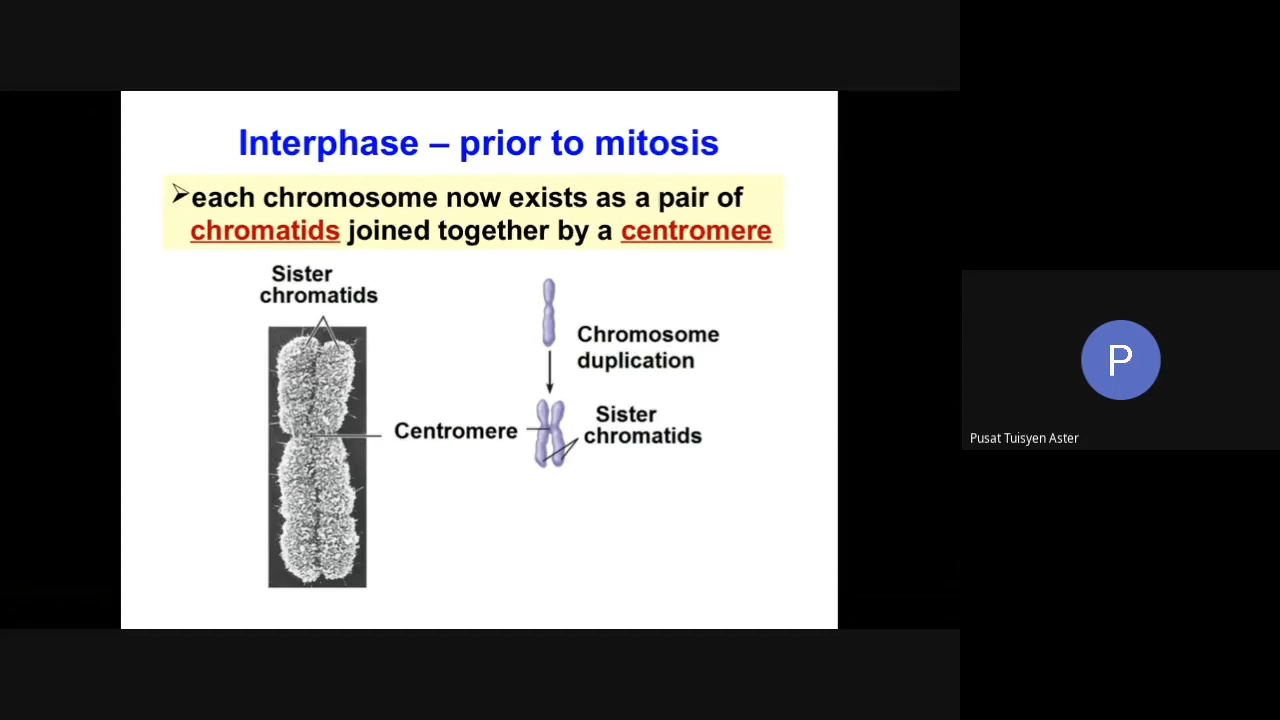 Interphase – prior to mitosis
➢each chromosome now exists as a pair of
chromatids joined together by a centromere
Sister
chromatids
Chromosome
duplication
Centromere
Sister
chromatids
P
Pusat Tuisyen Aster